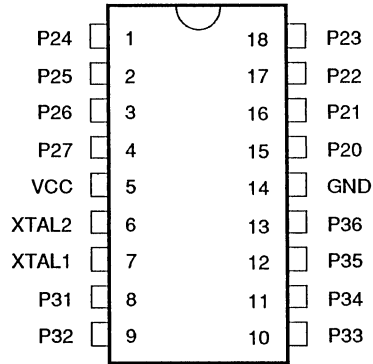 P24 1 18 P23
P25 2 17 P22
P26 3 16 P21
P27 4 15 P20
VCC 5 14 GND
XTAL2 6 13 P36
XTAL1 7 12 P35
P31 8 11 P34
P32 9 10 P33